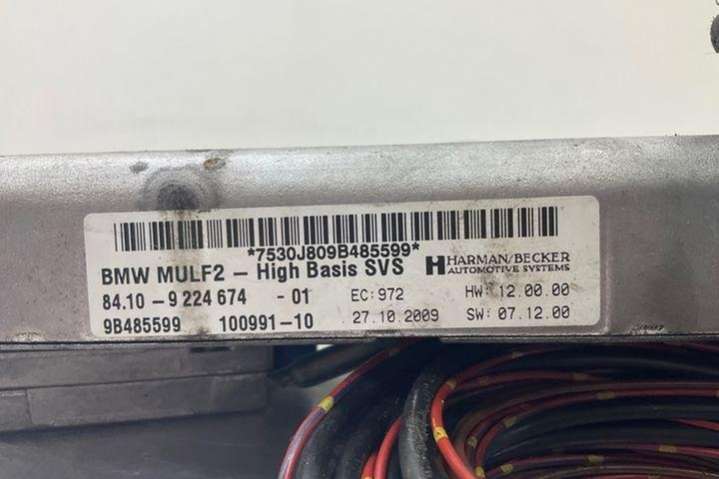 *7530J809B485599*
BMW MULF2 – High Basis SVS HARMAN/BECKER
AUTOMOTIVE SYSTEMS
84.10 – 9 224 674 - 01 EC: 972 HW: 12.00.00
9B485599 100991-10 27.10.2009 SW: 07.12.00